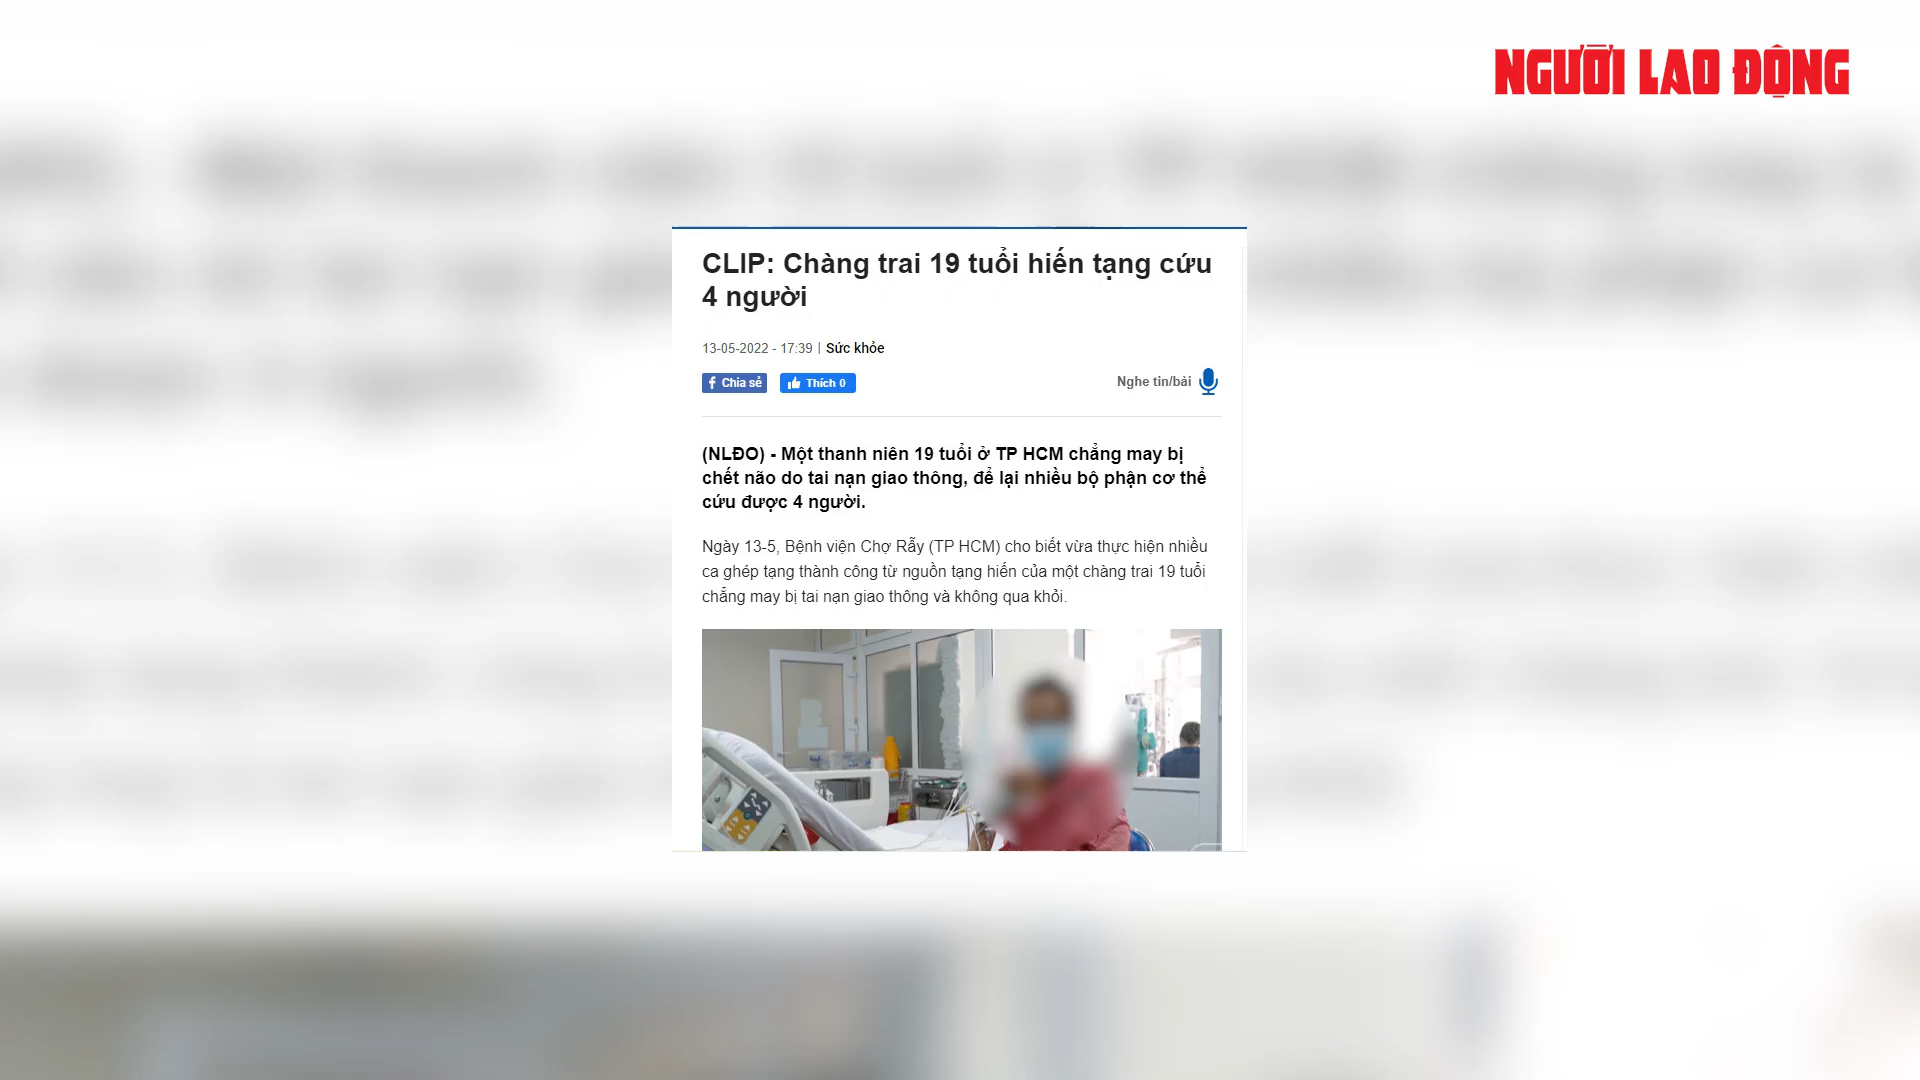 NGƯỜI LAO ĐỘNG
CLIP: Chàng trai 19 tuổi hiến tạng cứu
4 người
13-05-2022 - 17:39 | Sức khỏe
Chia sẻ Thích 0 Nghe tin/bài
(NLĐO) - Một thanh niên 19 tuổi ở TP HCM chẳng may bị
chết não do tai nạn giao thông, để lại nhiều bộ phận cơ thể
cứu được 4 người.
Ngày 13-5, Bệnh viện Chợ Rẫy (TP HCM) cho biết vừa thực hiện nhiều
ca ghép tạng thành công từ nguồn tạng hiến của một chàng trai 19 tuổi
chẳng may bị tai nạn giao thông và không qua khỏi.